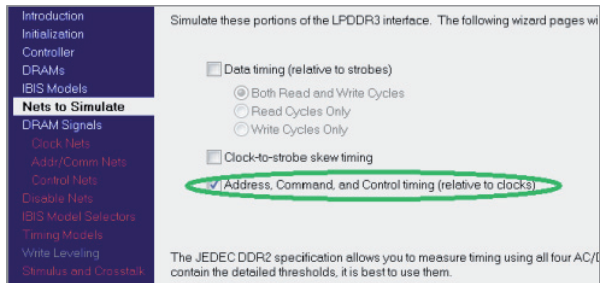 Introduction
Initialization
Controller
DRAMs
IBIS Models
Nets to Simulate
DRAM Signals
Clock Nets
Addr/Comm Nets
Control Nets
Disable Nets
IBIS Model Selectors
Timing Models
Write Leveling
Stimulus and Crosstalk
Simulate these portions of the LPDDR3 interface. The following wizard pages wi
Data timing (relative to strobes)
Both Read and Write Cycles
Read Cycles Only
Write Cycles Only
Clock-to-strobe skew timing
Address, Command, and Control timing (relative to clocks)
The JEDEC DDR2 specification allows you to measure timing using all four AC/D
contain the detailed thresholds, it is best to use them.